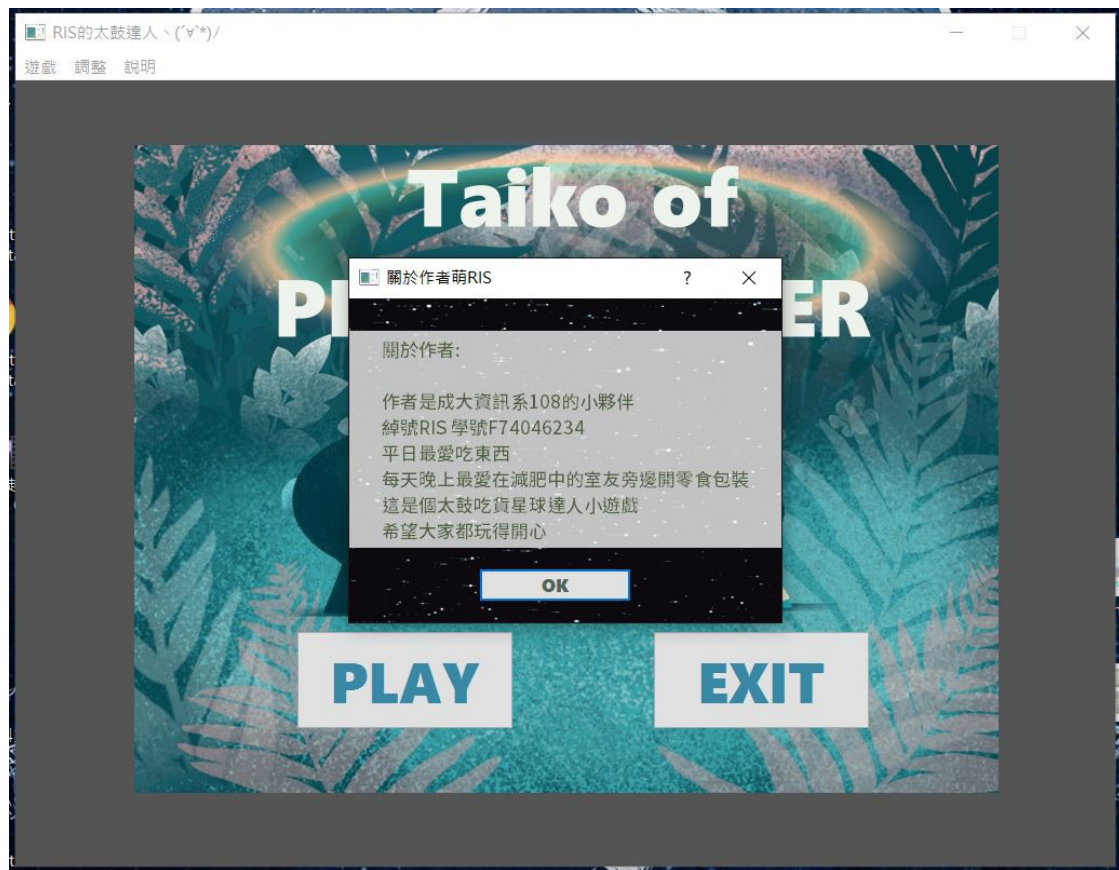 RIS的太鼓達人ヽ(´∀`*)/
遊戲 調整 說明
Taiko of
關於作者萌RIS ?
關於作者:
作者是成大資訊系108的小夥伴
綽號RIS 學號F74046234
平日最愛吃東西
每天晚上最愛在減肥中的室友旁邊開零食包裝
這是個太鼓吃貨星球達人小遊戲
希望大家都玩得開心
OK
PLAY EXIT